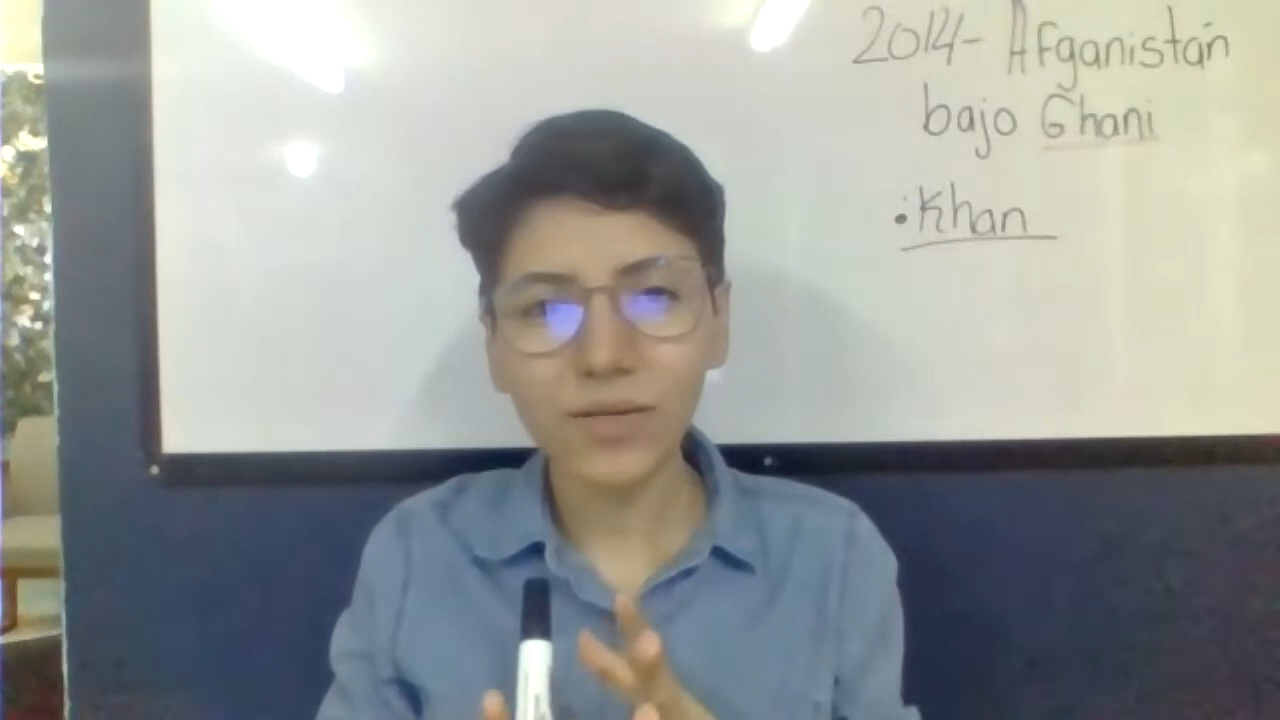 2014- Afganistán
bajo Ghani
• Khan